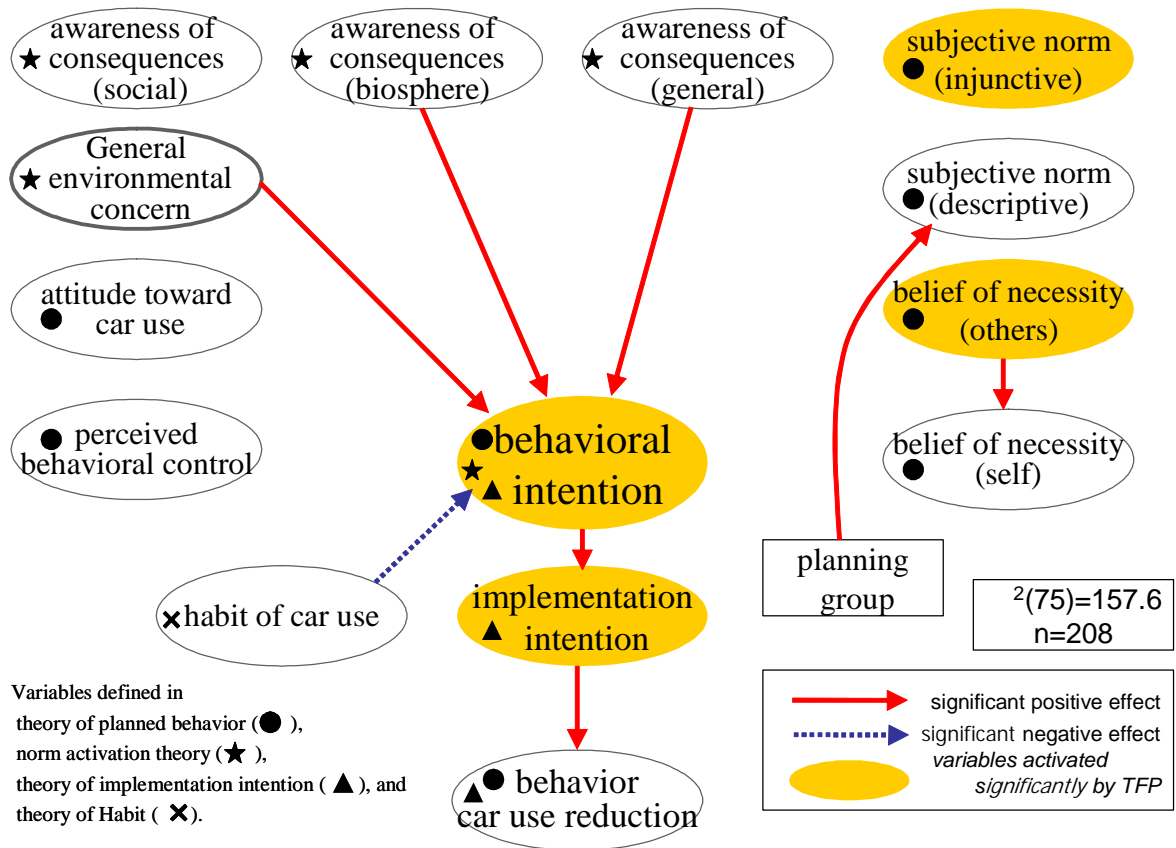 awareness of
consequences
(social)
awareness of
consequences
(biosphere)
awareness of
consequences
(general)
subjective norm
(injunctive)
General
environmental
concern
subjective norm
(descriptive)
attitude toward
car use
belief of necessity
(others)
perceived
behavioral control
behavioral
intention
belief of necessity
(self)
planning
group
habit of car use
implementation
intention
2(75)=157.6
n=208
Variables defined in
theory of planned behavior (● ),
norm activation theory (★ ),
theory of implementation intention ( ▲ ), and
theory of Habit ( ✕ ).
behavior
car use reduction
significant positive effect
significant negative effect
variables activated
significantly by TFP